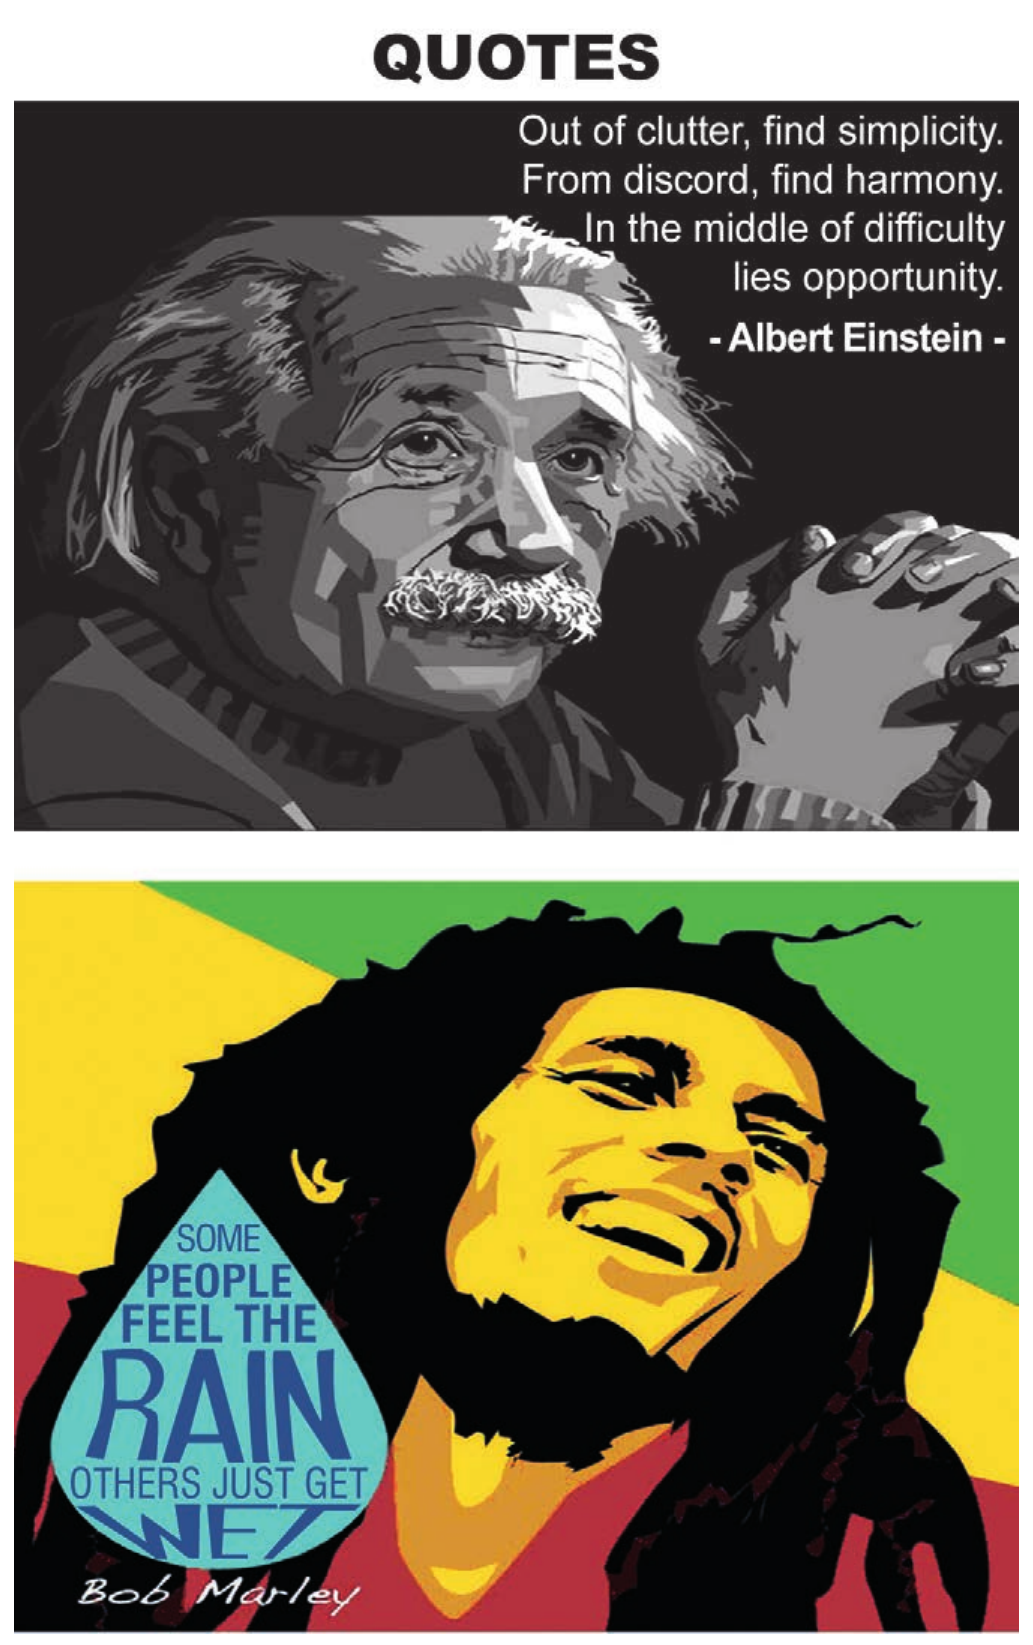 QUOTES
Out of clutter, find simplicity.
From discord, find harmony.
In the middle of difficulty
lies opportunity.
- Albert Einstein -
SOME
PEOPLE
FEEL THE
RAIN
OTHERS JUST GET
WET
Bob Marley